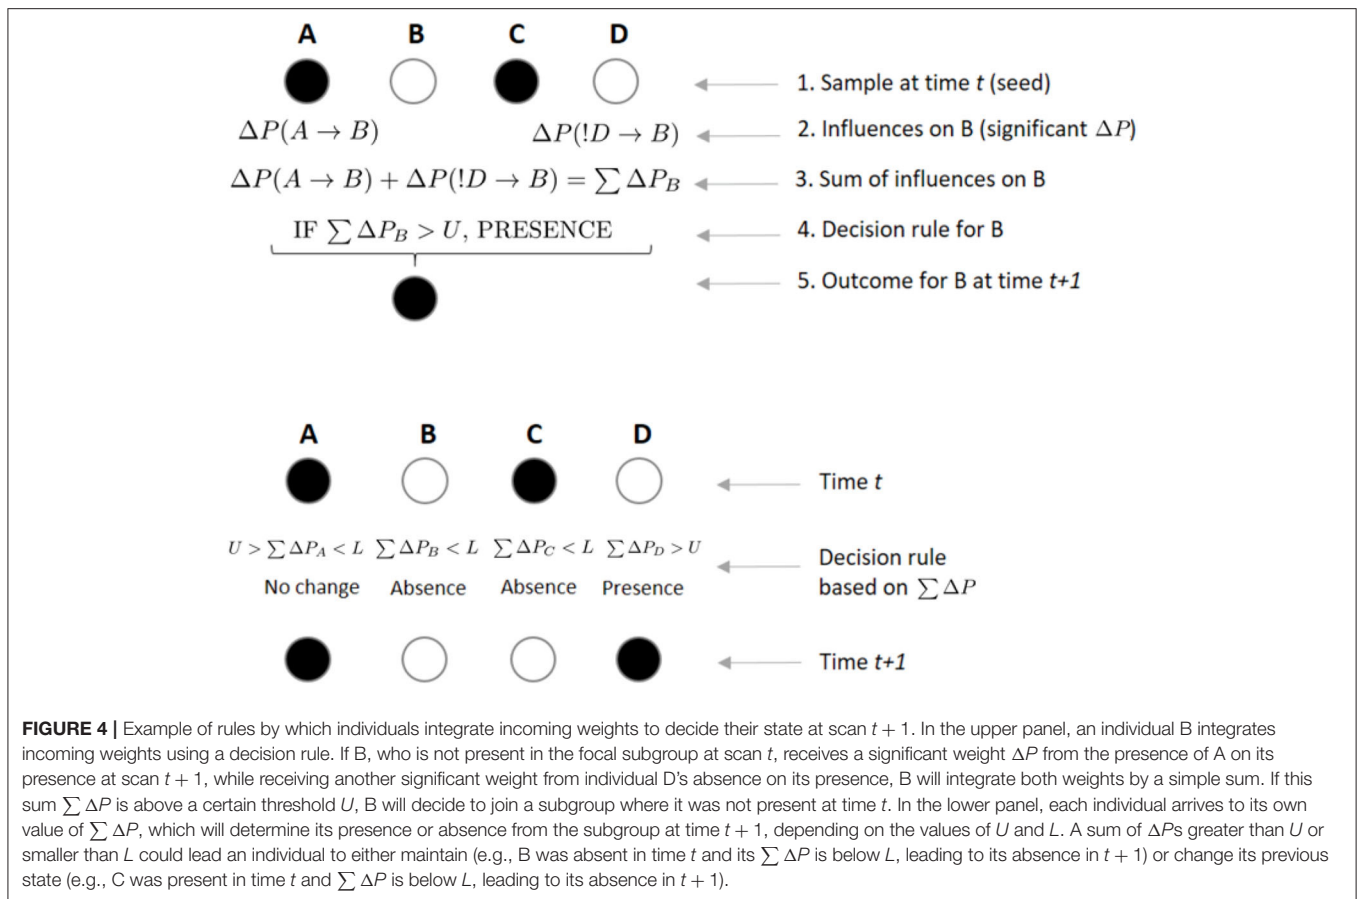 A B C D
1. Sample at time t (seed)
ΔP(A → B) ΔP(!D → B) 2. Influences on B (significant ΔP)
ΔP(A → B) + ΔP(!D → B) = ∑ ΔP_B 3. Sum of influences on B
IF ∑ ΔP_B > U, PRESENCE 4. Decision rule for B
5. Outcome for B at time t+1
A B C D
Time t
U > ∑ ΔP_A < L ∑ ΔP_B < L ∑ ΔP_C < L ∑ ΔP_D > U
Decision rule
No change Absence Absence Presence based on ∑ ΔP
Time t+1
FIGURE 4 | Example of rules by which individuals integrate incoming weights to decide their state at scan t + 1. In the upper panel, an individual B integrates
incoming weights using a decision rule. If B, who is not present in the focal subgroup at scan t, receives a significant weight ΔP from the presence of A on its
presence at scan t + 1, while receiving another significant weight from individual D's absence on its presence, B will integrate both weights by a simple sum. If this
sum ∑ ΔP is above a certain threshold U, B will decide to join a subgroup where it was not present at time t. In the lower panel, each individual arrives to its own
value of ∑ ΔP, which will determine its presence or absence from the subgroup at time t + 1, depending on the values of U and L. A sum of ΔPs greater than U or
smaller than L could lead an individual to either maintain (e.g., B was absent in time t and its ∑ ΔP is below L, leading to its absence in t + 1) or change its previous
state (e.g., C was present in time t and ∑ ΔP is below L, leading to its absence in t + 1).